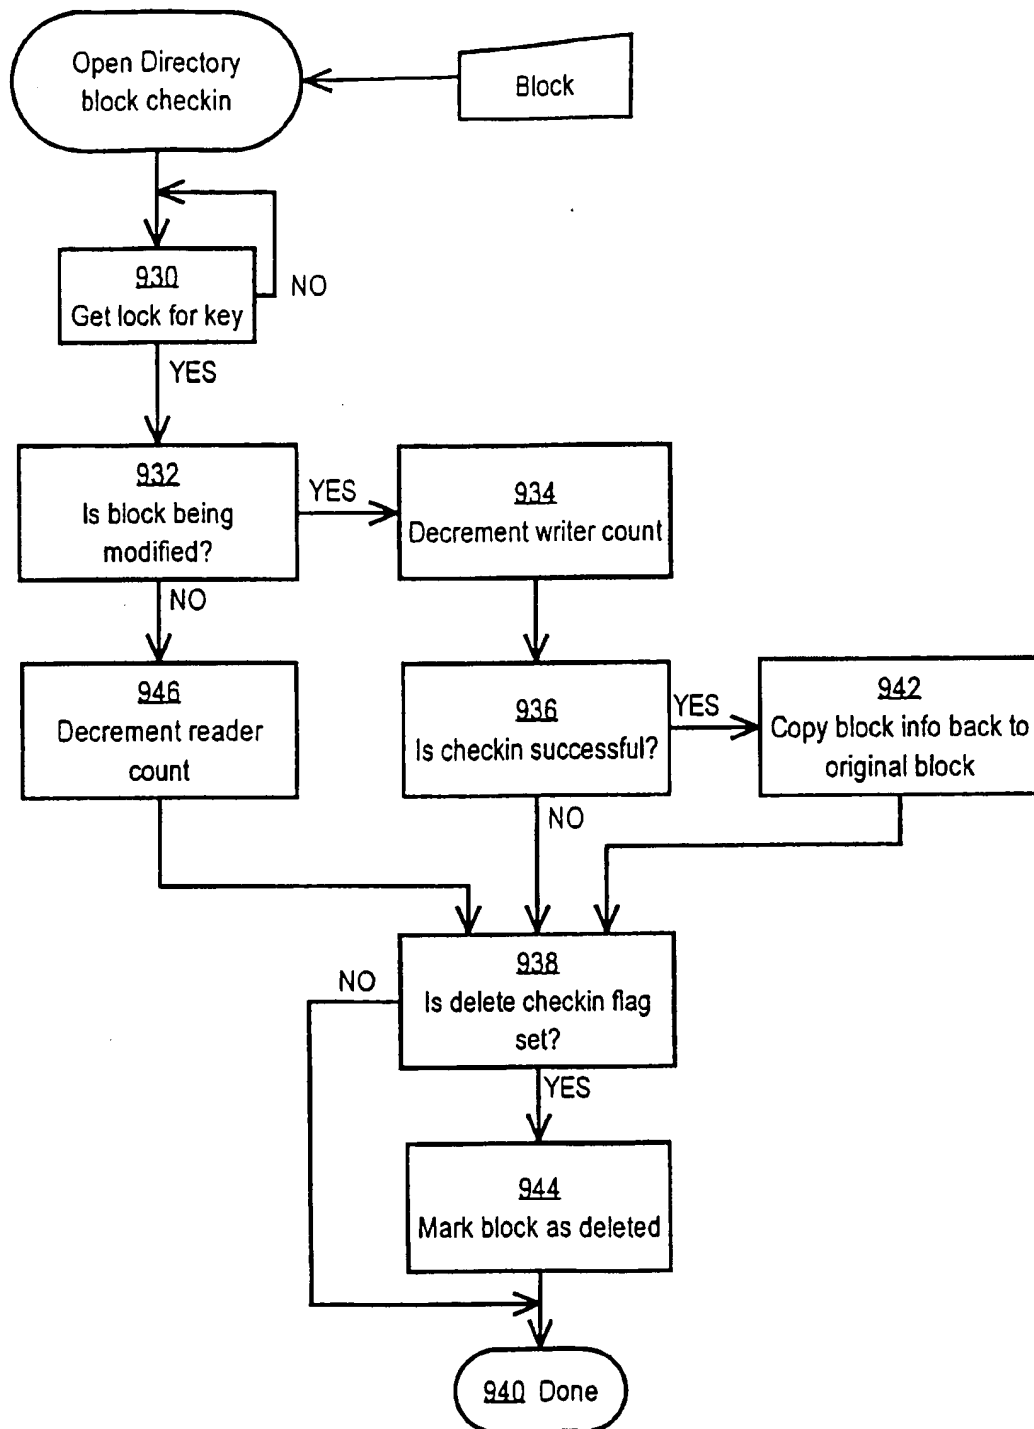 Open Directory
block checkin
Block
930
Get lock for key
NO
YES
932
Is block being
modified?
YES
934
Decrement writer count
NO
946
Decrement reader
count
936
Is checkin successful?
YES
942
Copy block info back to
original block
NO
938
Is delete checkin flag
set?
NO
YES
944
Mark block as deleted
940 Done